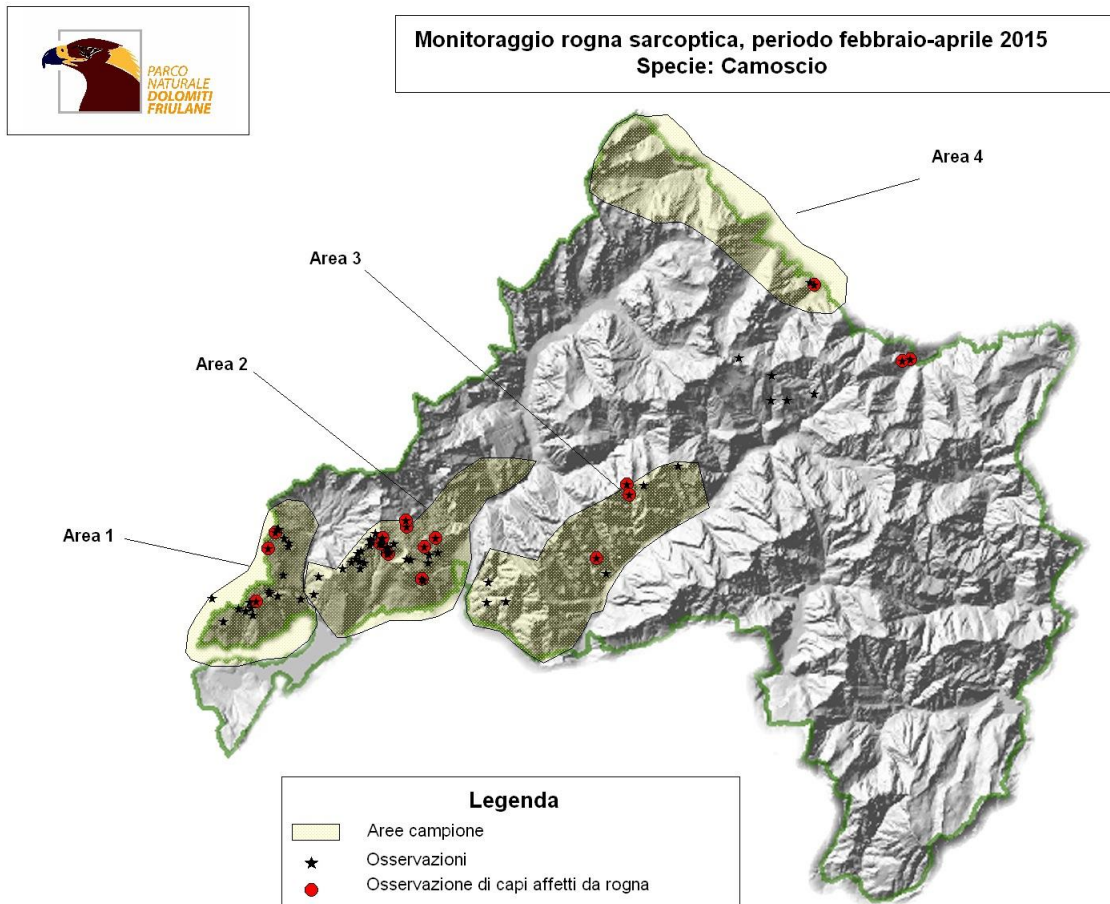 PARCO
NATURALE
DOLOMITI
FRIULANE
Monitoraggio rogna sarcoptica, periodo febbraio-aprile 2015
Specie: Camoscio
Area 4
Area 3
Area 2
Area 1
Legenda
Aree campione
Osservazioni
Osservazione di capi affetti da rogna